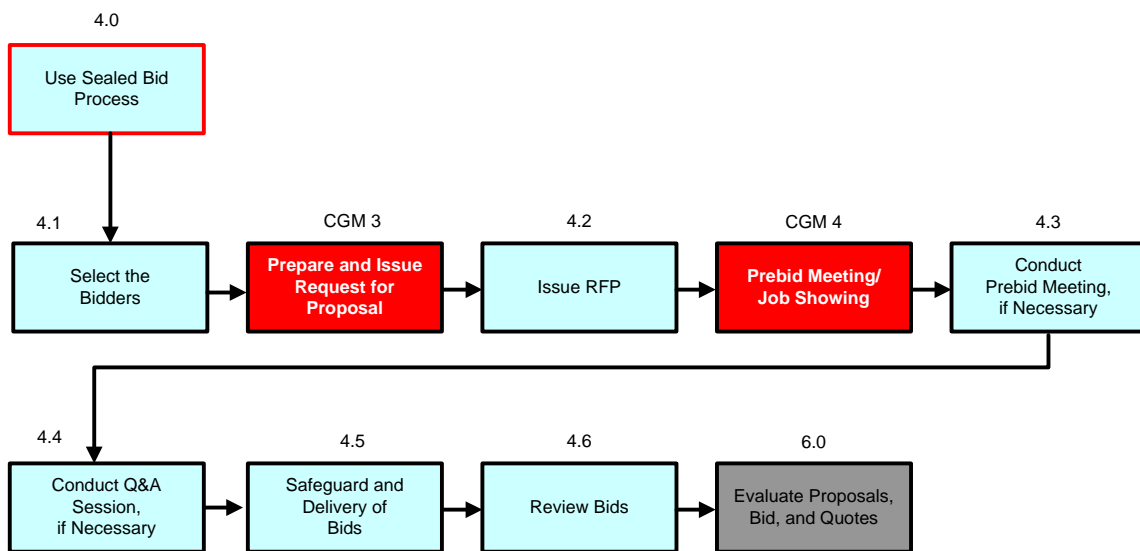 4.0
Use Sealed Bid
Process
4.1
CGM 3
4.2
CGM 4
4.3
Select the
Bidders
Prepare and Issue
Request for
Proposal
Issue RFP
Prebid Meeting/
Job Showing
Conduct
Prebid Meeting,
if Necessary
4.4
4.5
4.6
6.0
Conduct Q&A
Session,
if Necessary
Safeguard and
Delivery of
Bids
Review Bids
Evaluate Proposals,
Bid, and Quotes